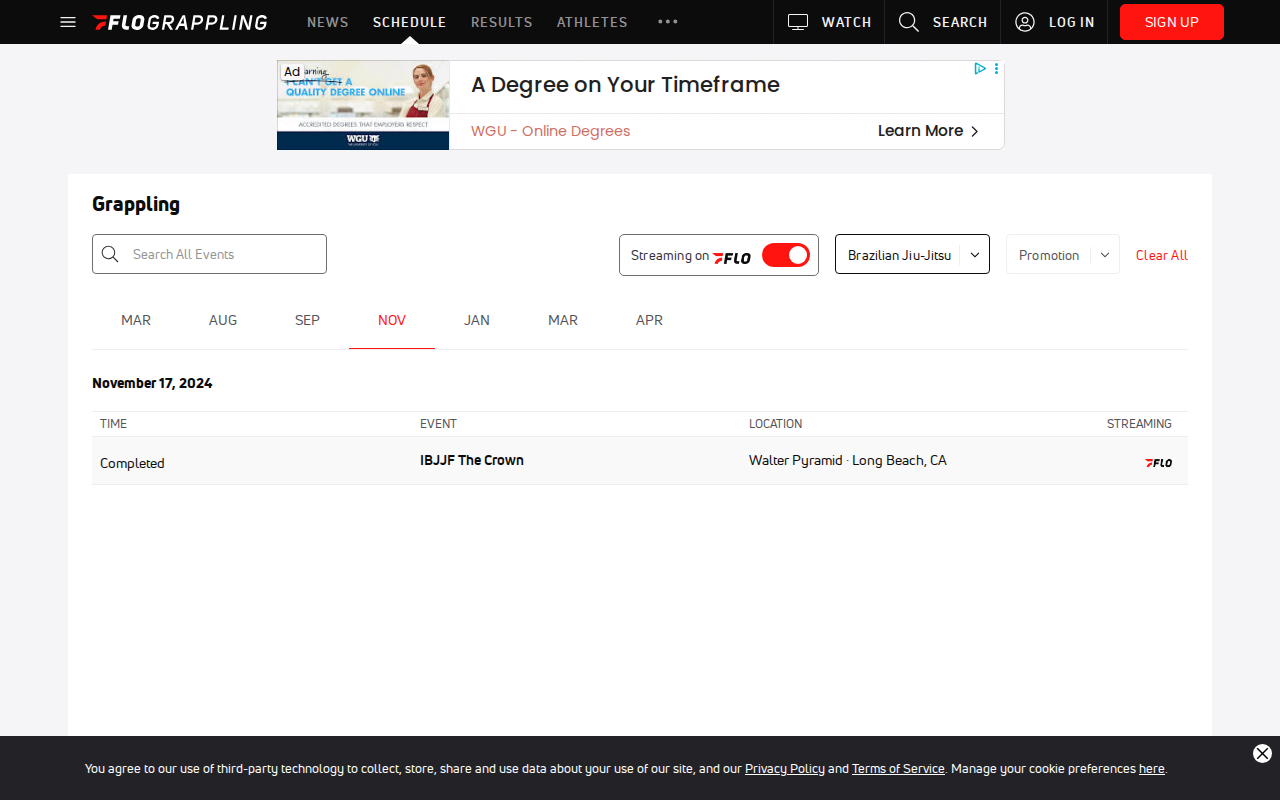 FLOGRAPPLING NEWS SCHEDULE RESULTS ATHLETES ••• WATCH SEARCH LOG IN SIGN UP
Ad
I CAN'T GET A
QUALITY DEGREE ONLINE
ACCREDITED DEGREES THAT EMPLOYERS RESPECT
WGU
A Degree on Your Timeframe
WGU - Online Degrees
Learn More
Grappling
Search All Events
Streaming on FLO
Brazilian Jiu-Jitsu
Promotion
Clear All
MAR AUG SEP NOV JAN MAR APR
November 17, 2024
TIME EVENT LOCATION STREAMING
Completed IBJJF The Crown Walter Pyramid · Long Beach, CA FLO
You agree to our use of third-party technology to collect, store, share and use data about your use of our site, and our Privacy Policy and Terms of Service. Manage your cookie preferences here.